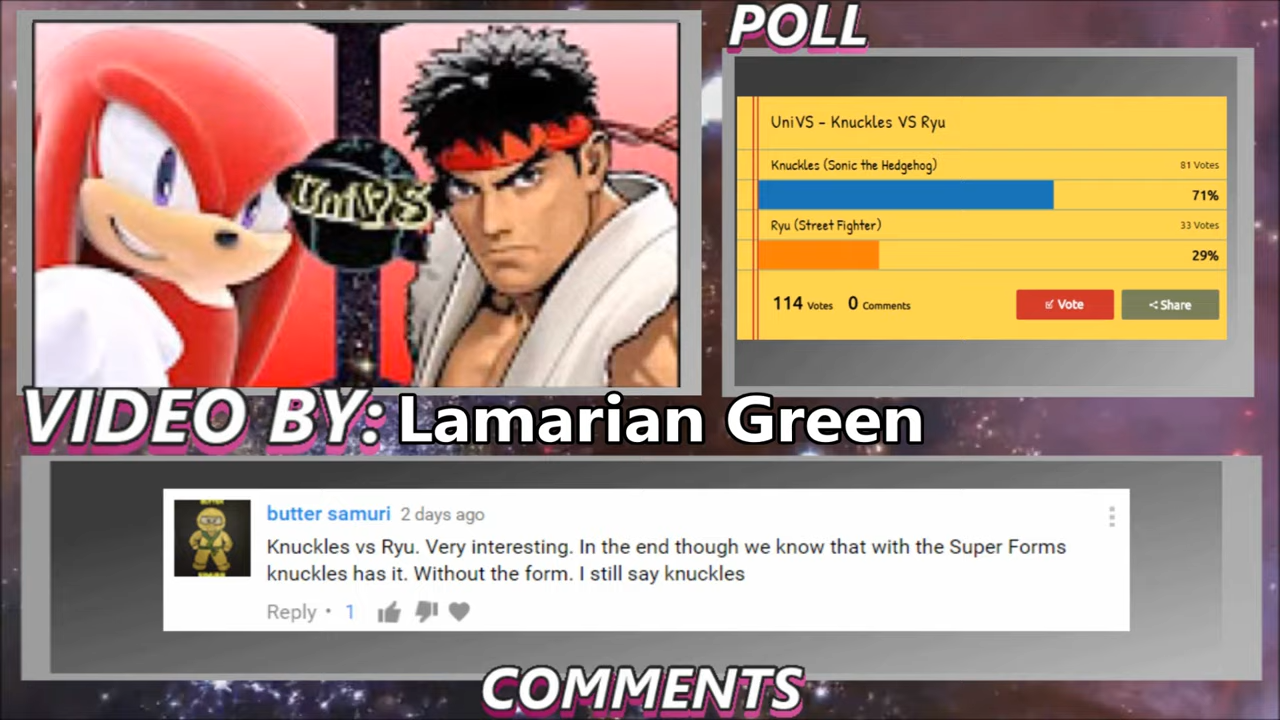 POLL
UniVS
UniVS - Knuckles VS Ryu
Knuckles (Sonic the Hedgehog) 81 Votes
71%
Ryu (Street Fighter) 33 Votes
29%
114 Votes 0 Comments Vote Share
VIDEO BY: Lamarian Green
butter samuri 2 days ago
Knuckles vs Ryu. Very interesting. In the end though we know that with the Super Forms
knuckles has it. Without the form. I still say knuckles
Reply • 1
COMMENTS